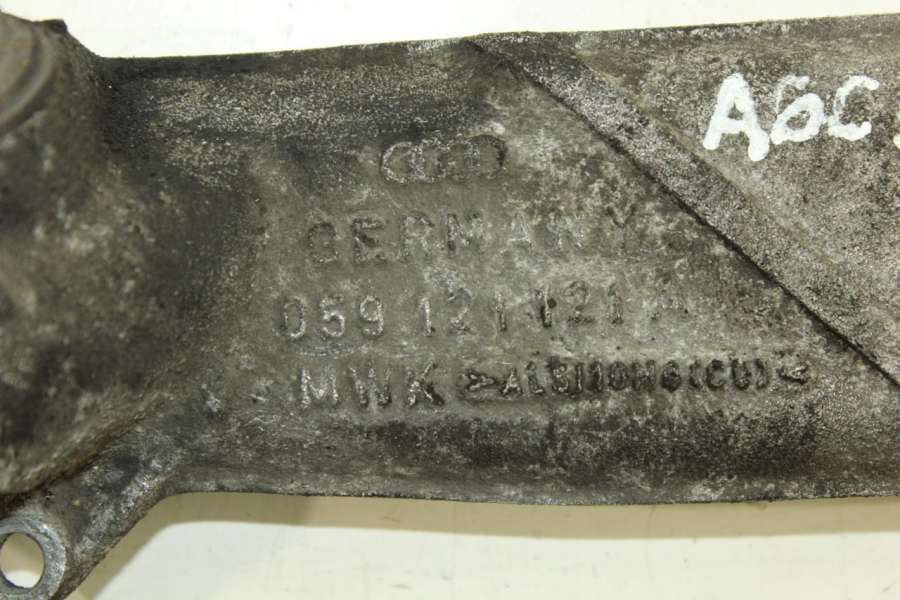 A6C
GERMANY
059 121 121 A
MWK >ALSI10MG(CU)<